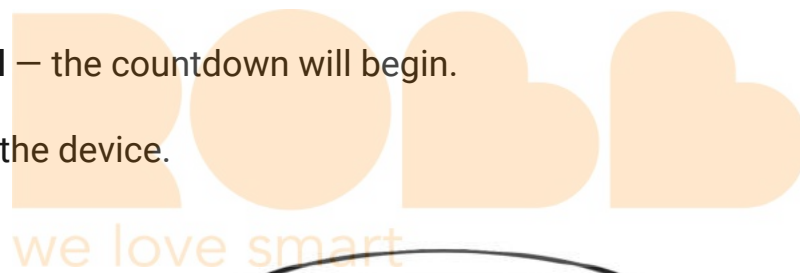 — the countdown will begin.
the device.
ROBB
we love smart